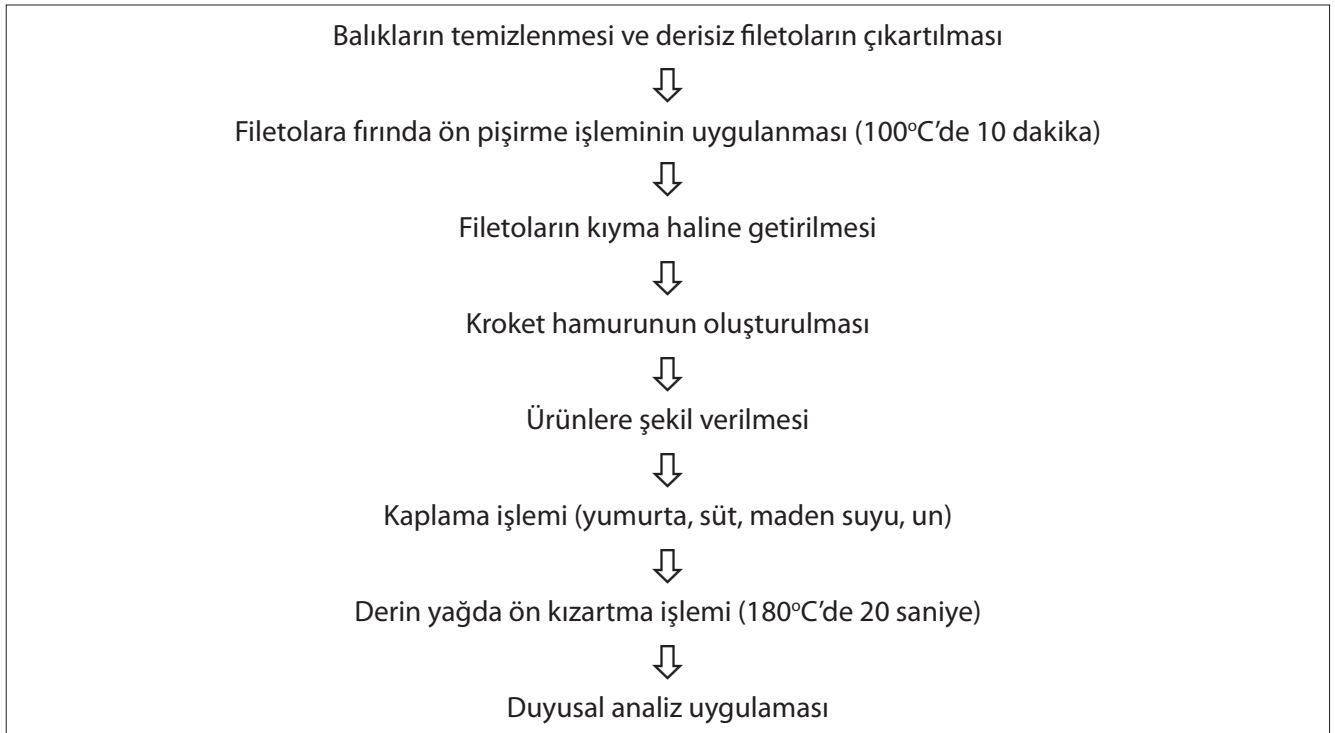 Balıkların temizlenmesi ve derisiz filetoların çıkartılması
⇩
Filetolara fırında ön pişirme işleminin uygulanması (100°C’de 10 dakika)
⇩
Filetoların kıyma haline getirilmesi
⇩
Kroket hamurunun oluşturulması
⇩
Ürünlere şekil verilmesi
⇩
Kaplama işlemi (yumurta, süt, maden suyu, un)
⇩
Derin yağda ön kızartma işlemi (180°C’de 20 saniye)
⇩
Duyusal analiz uygulaması